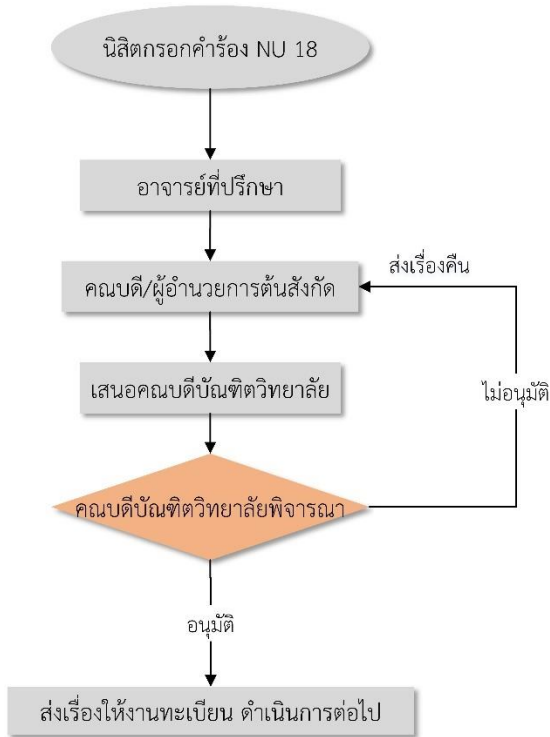 นิสิตกรอกคำร้อง NU 18
อาจารย์ที่ปรึกษา
ส่งเรื่องคืน
คณบดี/ผู้อำนวยการต้นสังกัด
เสนอคณบดีบัณฑิตวิทยาลัย
ไม่อนุมัติ
คณบดีบัณฑิตวิทยาลัยพิจารณา
อนุมัติ
ส่งเรื่องให้งานทะเบียน ดำเนินการต่อไป